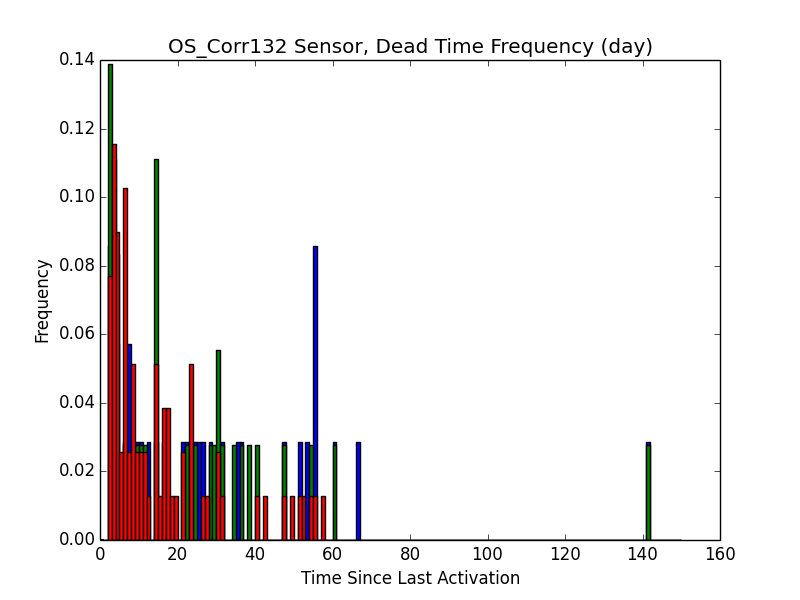 OS_Corr132 Sensor, Dead Time Frequency (day)
0.14
0.12
0.10
0.08
0.06
0.04
0.02
0.00
Frequency
0 20 40 60 80 100 120 140 160
Time Since Last Activation